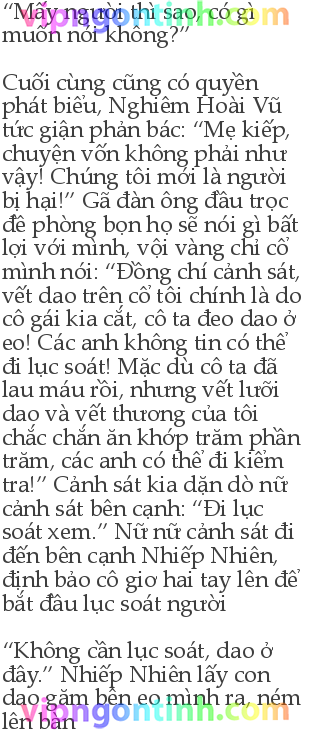 “Mấy người thì sao, có gì
muốn nói không?”
Cuối cùng cũng có quyền
phát biểu, Nghiêm Hoài Vũ
tức giận phản bác: “Mẹ kiếp,
chuyện vốn không phải như
vậy! Chúng tôi mới là người
bị hại!” Gã đàn ông đầu trọc
đề phòng bọn họ sẽ nói gì bất
lợi với mình, vội vàng chỉ cổ
mình nói: “Đồng chí cảnh sát,
vết dao trên cổ tôi chính là do
cô gái kia cắt, cô ta đeo dao ở
eo! Các anh không tin có thể
đi lục soát! Mặc dù cô ta đã
lau máu rồi, nhưng vết lưỡi
dao và vết thương của tôi
chắc chắn ăn khớp trăm phần
trăm, các anh có thể đi kiểm
tra!” Cảnh sát kia dặn dò nữ
cảnh sát bên cạnh: “Đi lục
soát xem.” Nữ nữ cảnh sát đi
đến bên cạnh Nhiếp Nhiên,
định bảo cô giơ hai tay lên để
bắt đầu lục soát người
“Không cần lục soát, dao ở
đây.” Nhiếp Nhiên lấy con
dao găm bên eo mình ra, ném
lên bàn
vipngontinh.com
vipngontinh.com